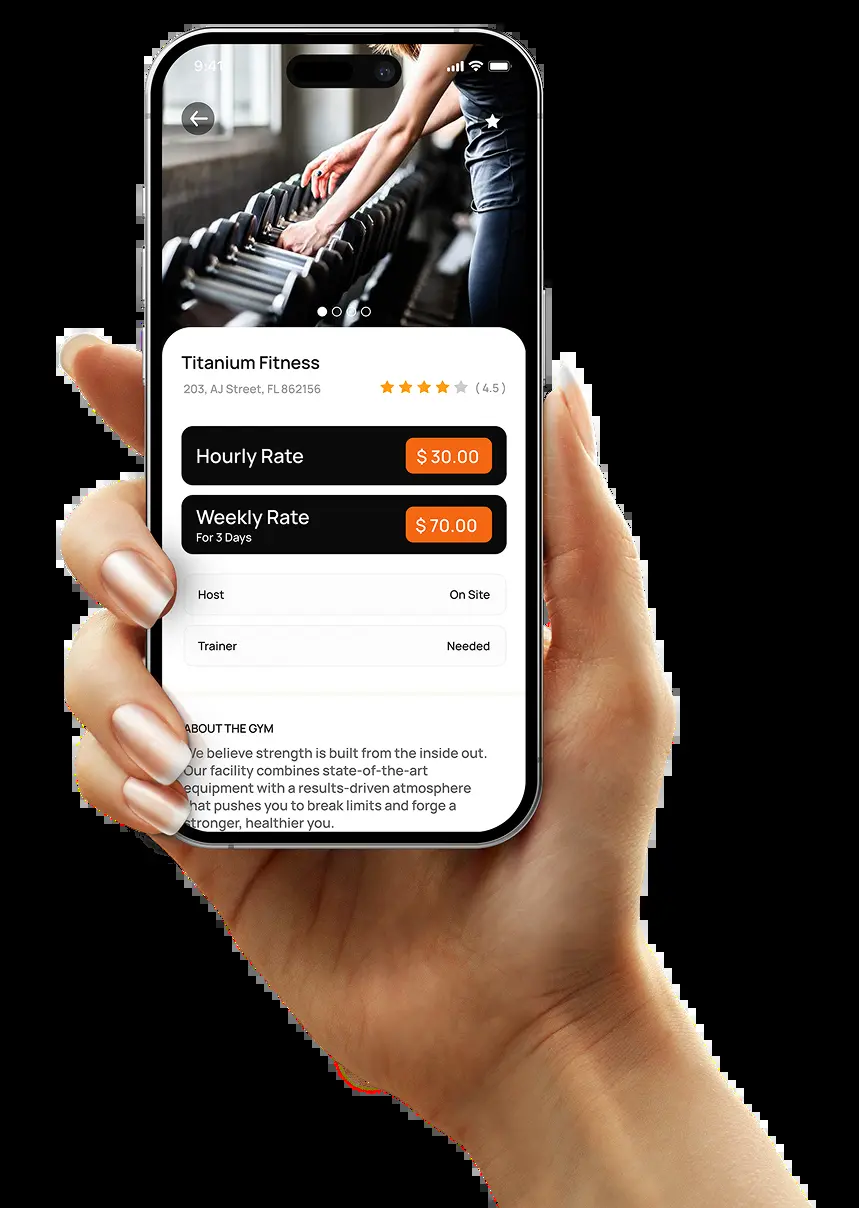 9:41
Titanium Fitness
203, AJ Street, FL 862156
( 4.5 )
Hourly Rate
$ 30.00
Weekly Rate
For 3 Days
$ 70.00
Host
On Site
Trainer
Needed
ABOUT THE GYM
We believe strength is built from the inside out.
Our facility combines state-of-the-art
equipment with a results-driven atmosphere
that pushes you to break limits and forge a
stronger, healthier you.